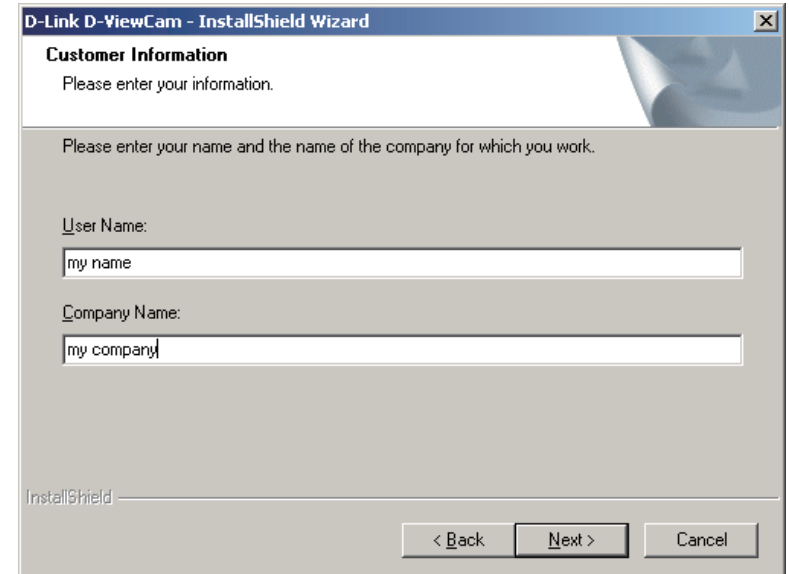 D-Link D-ViewCam - InstallShield Wizard
Customer Information
Please enter your information.
Please enter your name and the name of the company for which you work.
User Name:
my name
Company Name:
my company
InstallShield
< Back
Next >
Cancel